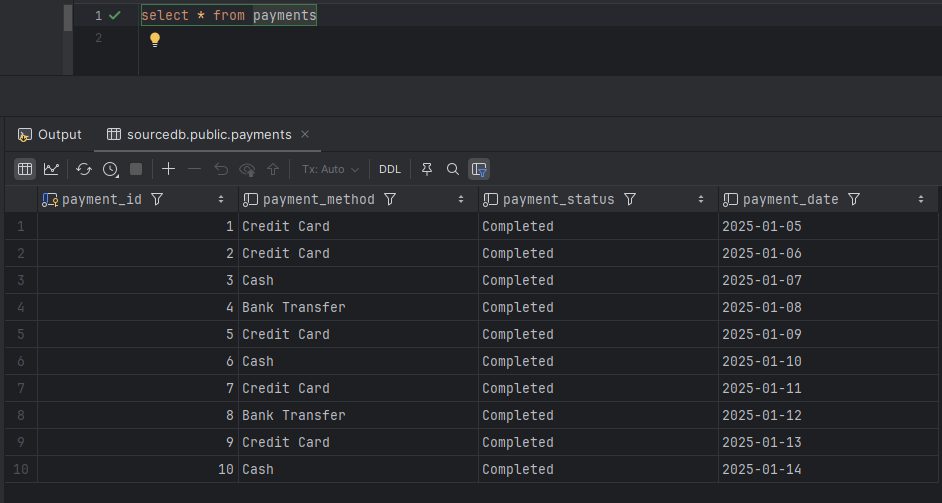 1 select * from payments
2
Output sourcedb.public.payments
Tx: Auto DDL
payment_id payment_method payment_status payment_date
1 1 Credit Card Completed 2025-01-05
2 2 Credit Card Completed 2025-01-06
3 3 Cash Completed 2025-01-07
4 4 Bank Transfer Completed 2025-01-08
5 5 Credit Card Completed 2025-01-09
6 6 Cash Completed 2025-01-10
7 7 Credit Card Completed 2025-01-11
8 8 Bank Transfer Completed 2025-01-12
9 9 Credit Card Completed 2025-01-13
10 10 Cash Completed 2025-01-14